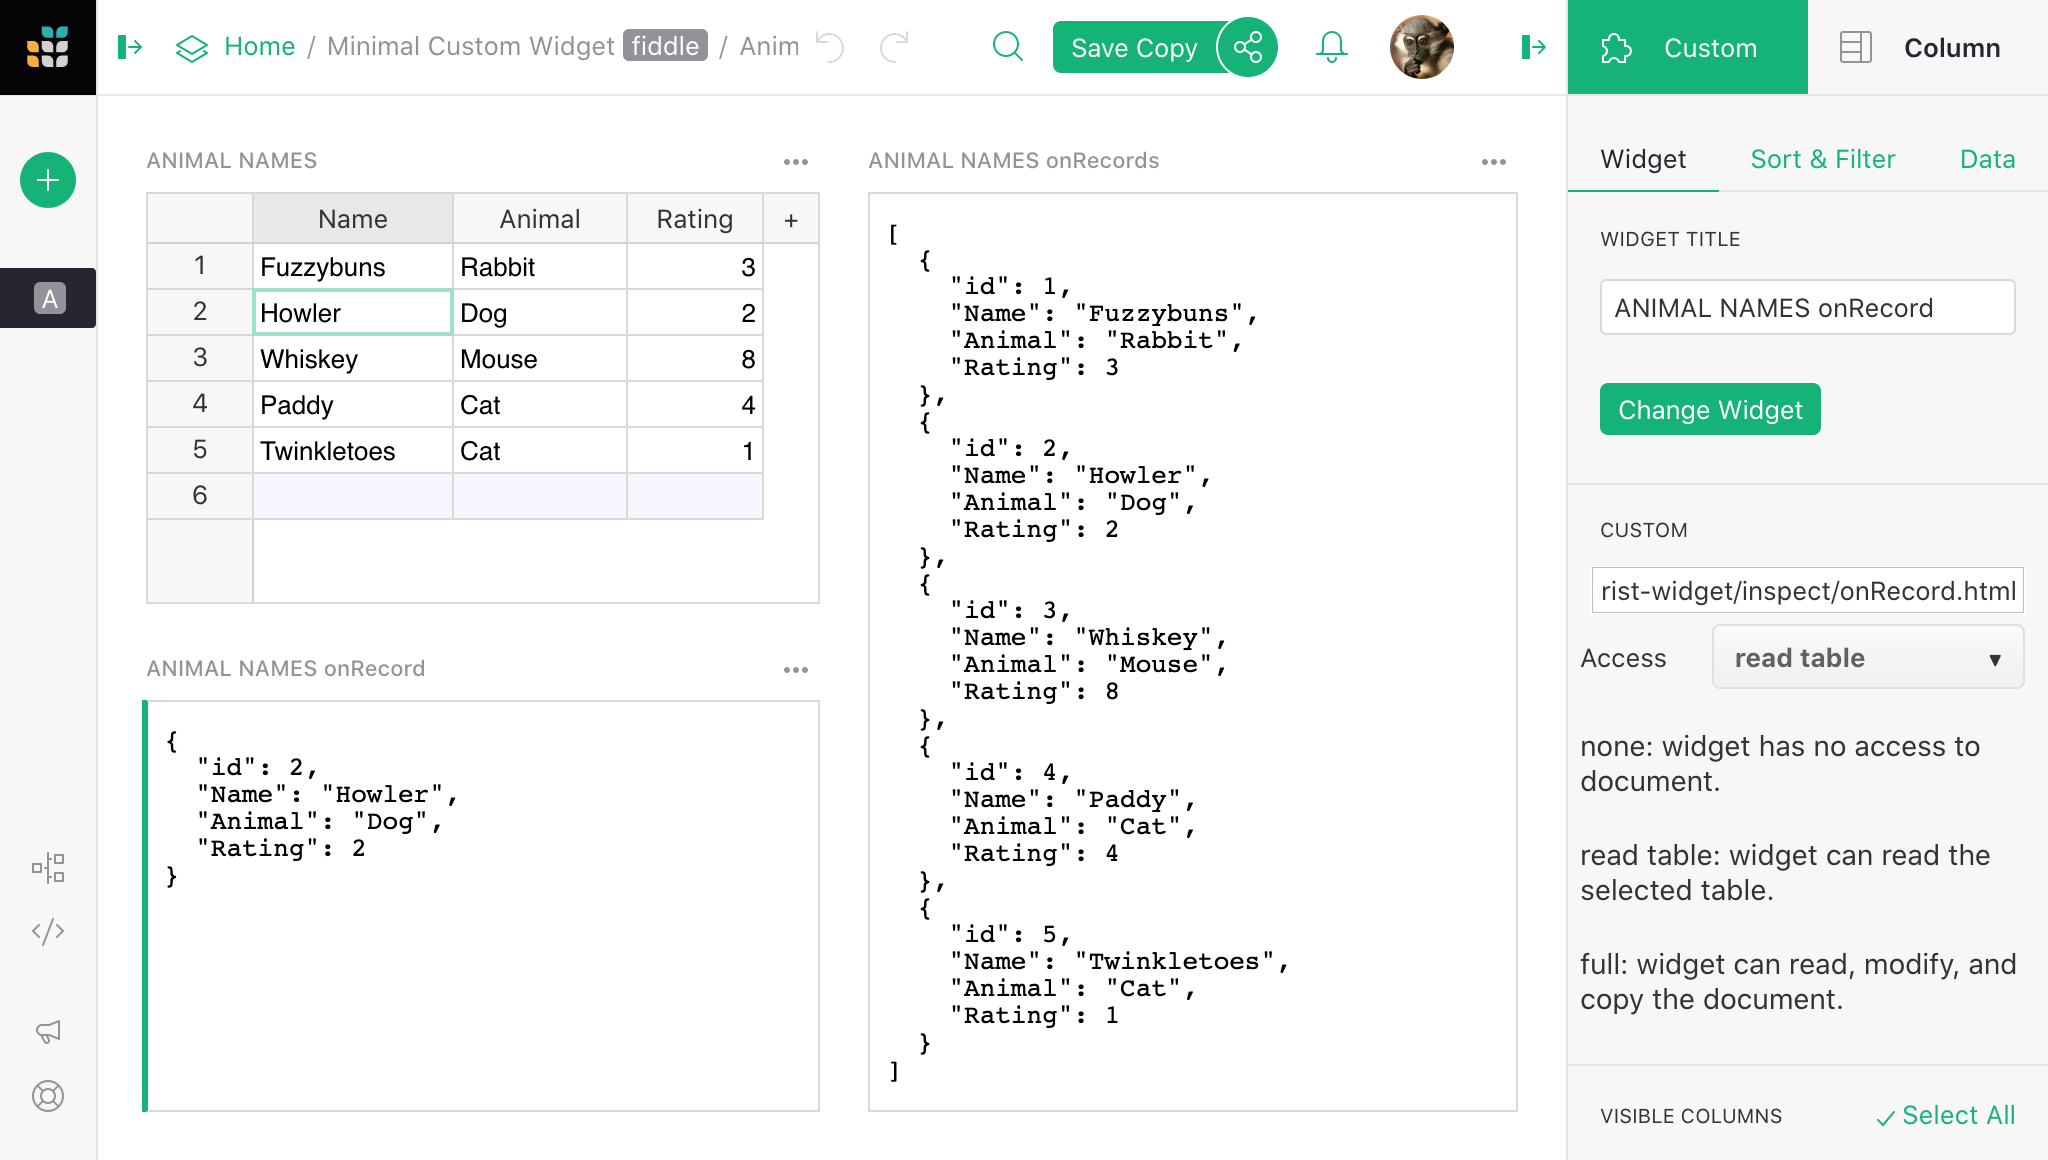 Home / Minimal Custom Widget fiddle / Anim
Save Copy
Custom
Column
A
ANIMAL NAMES
Name Animal Rating +
1 Fuzzybuns Rabbit 3
2 Howler Dog 2
3 Whiskey Mouse 8
4 Paddy Cat 4
5 Twinkletoes Cat 1
6
ANIMAL NAMES onRecord
{
  "id": 2,
  "Name": "Howler",
  "Animal": "Dog",
  "Rating": 2
}
ANIMAL NAMES onRecords
[
  {
    "id": 1,
    "Name": "Fuzzybuns",
    "Animal": "Rabbit",
    "Rating": 3
  },
  {
    "id": 2,
    "Name": "Howler",
    "Animal": "Dog",
    "Rating": 2
  },
  {
    "id": 3,
    "Name": "Whiskey",
    "Animal": "Mouse",
    "Rating": 8
  },
  {
    "id": 4,
    "Name": "Paddy",
    "Animal": "Cat",
    "Rating": 4
  },
  {
    "id": 5,
    "Name": "Twinkletoes",
    "Animal": "Cat",
    "Rating": 1
  }
]
Widget Sort & Filter Data
WIDGET TITLE
ANIMAL NAMES onRecord
Change Widget
CUSTOM
rist-widget/inspect/onRecord.html
Access read table ▼
none: widget has no access to
document.
read table: widget can read the
selected table.
full: widget can read, modify, and
copy the document.
VISIBLE COLUMNS ✓ Select All